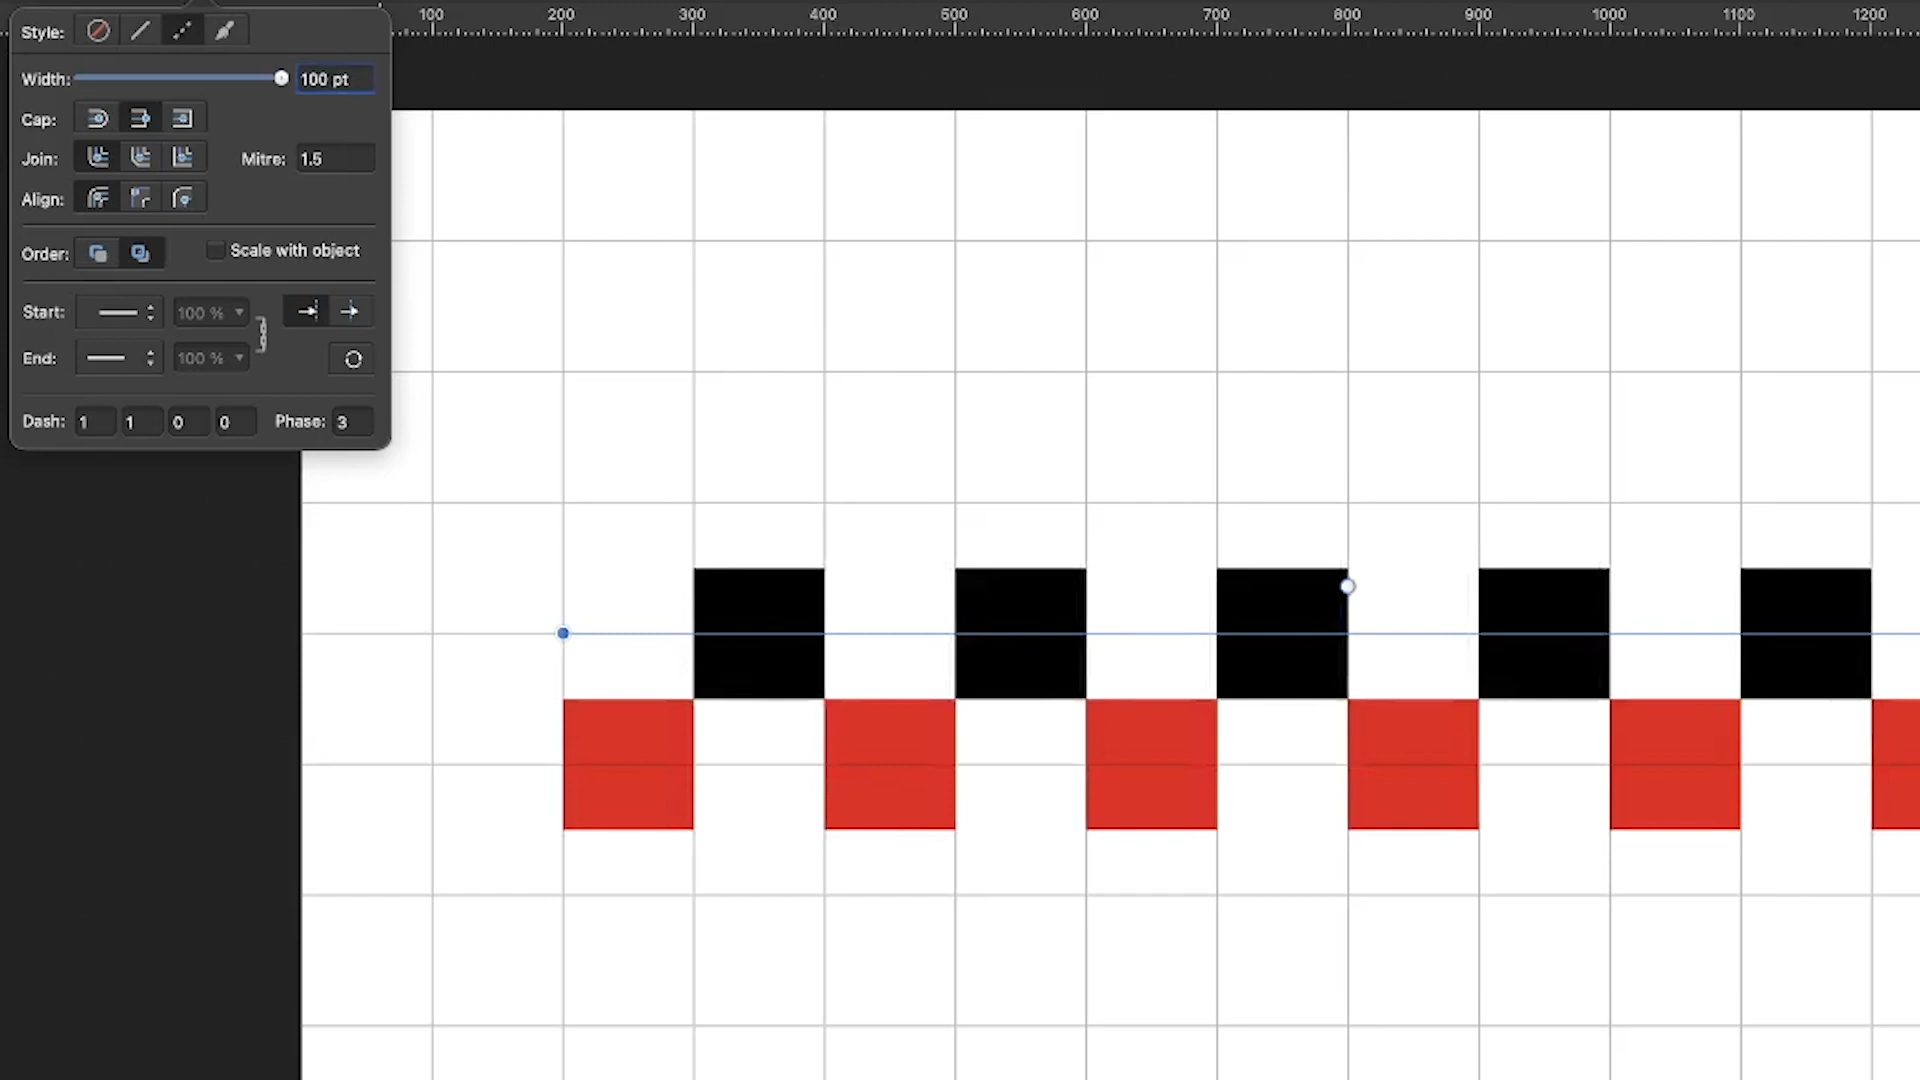 100 200 300 400 500 600 700 800 900 1000 1100 1200
Style:
Width: 100 pt
Cap:
Join: Mitre: 1.5
Align:
Order: Scale with object
Start: 100 %
End: 100 %
Dash: 1 1 0 0 Phase: 3